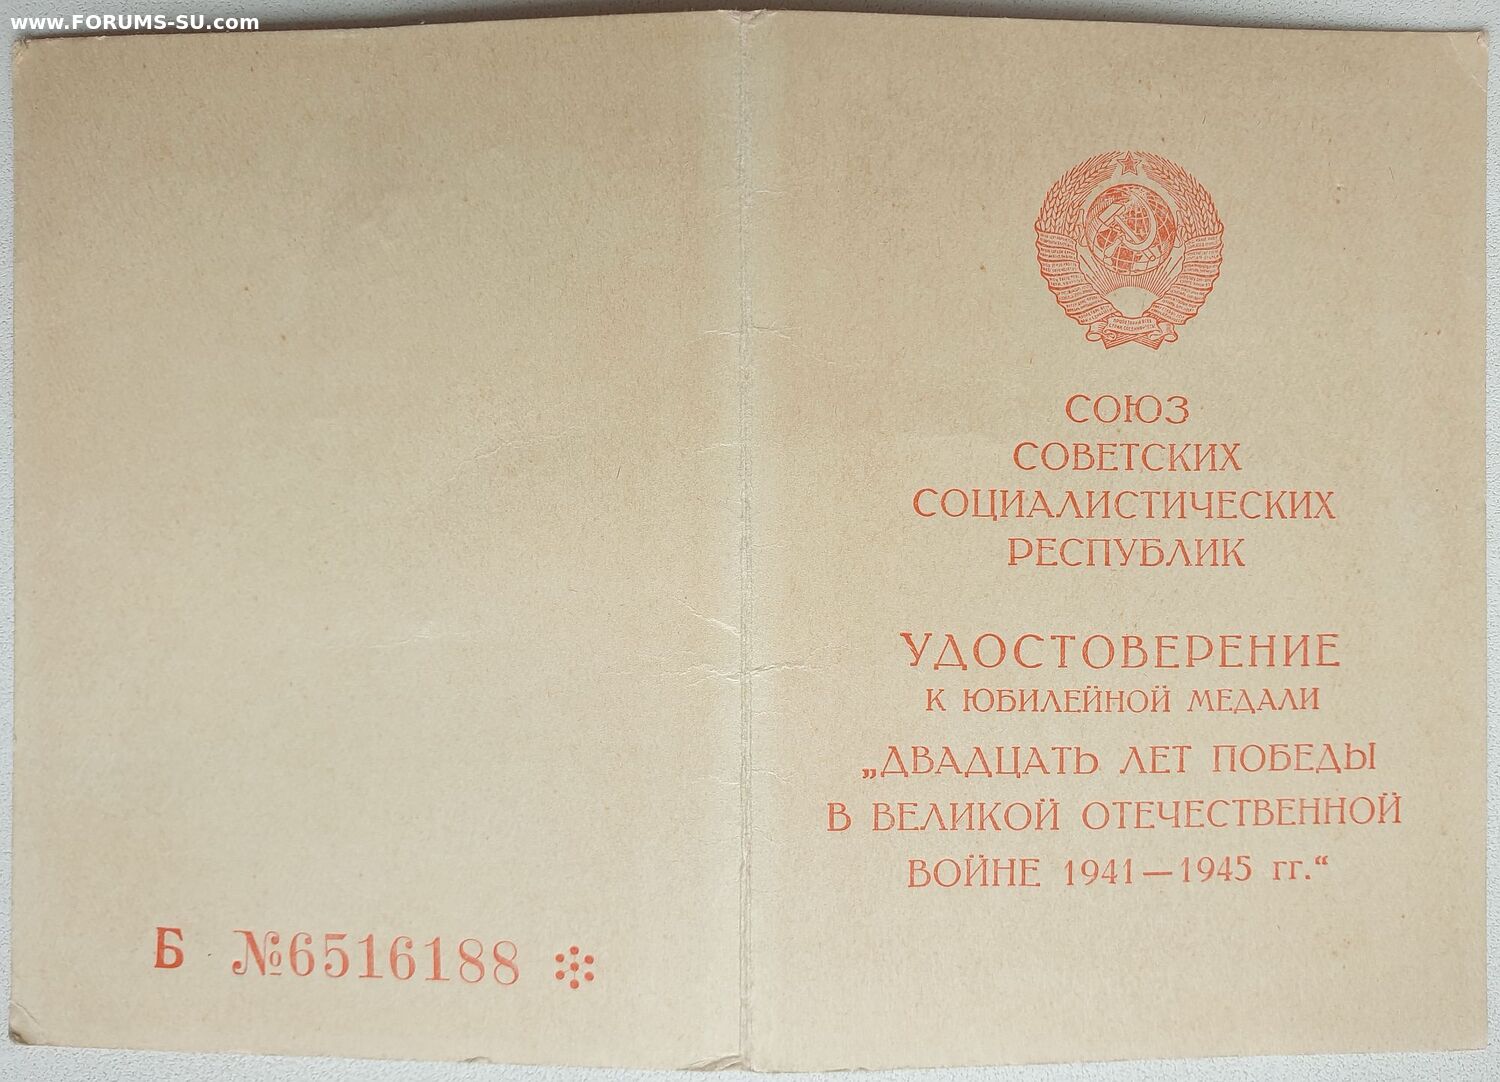 www.FORUMS-SU.com
СОЮЗ
СОВЕТСКИХ
СОЦИАЛИСТИЧЕСКИХ
РЕСПУБЛИК
УДОСТОВЕРЕНИЕ
К ЮБИЛЕЙНОЙ МЕДАЛИ
„ДВАДЦАТЬ ЛЕТ ПОБЕДЫ
В ВЕЛИКОЙ ОТЕЧЕСТВЕННОЙ
ВОЙНЕ 1941—1945 гг.“
Б №6516188